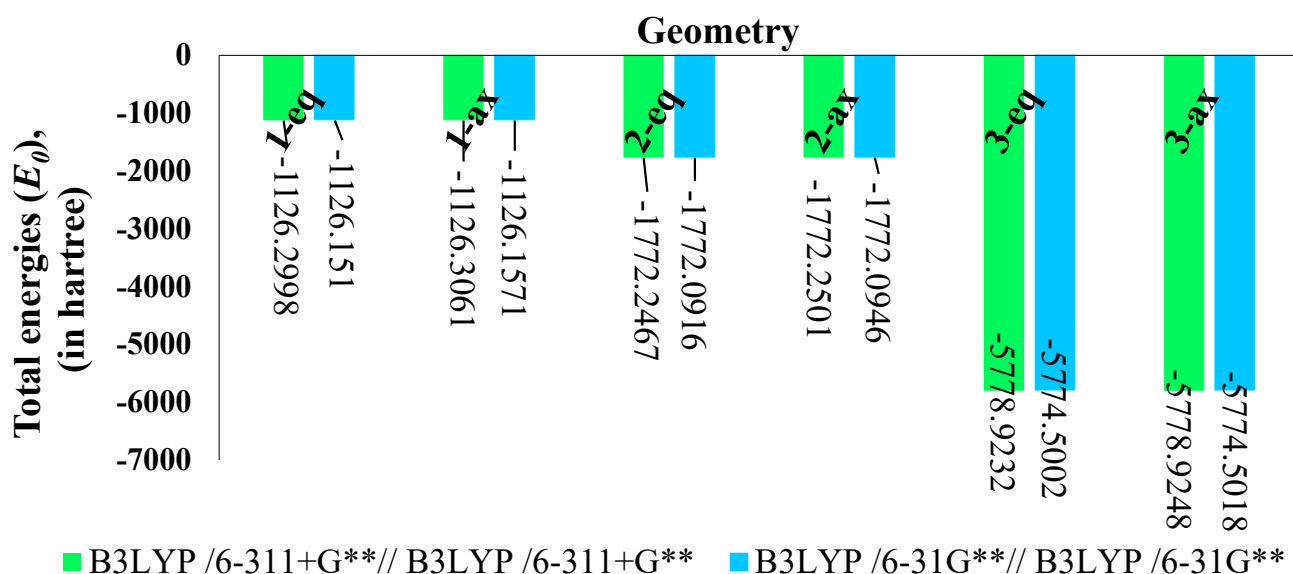 Geometry
Total energies (E0),
(in hartree)
0
-1000
-2000
-3000
-4000
-5000
-6000
-7000
1-eq
1-ax
2-eq
2-ax
3-eq
3-ax
-1126.2998
-1126.151
-1126.3061
-1126.1571
-1772.2467
-1772.0916
-1772.2501
-1772.0946
-5778.9232
-5774.5002
-5778.9248
-5774.5018
B3LYP /6-311+G**// B3LYP /6-311+G**
B3LYP /6-31G**// B3LYP /6-31G**